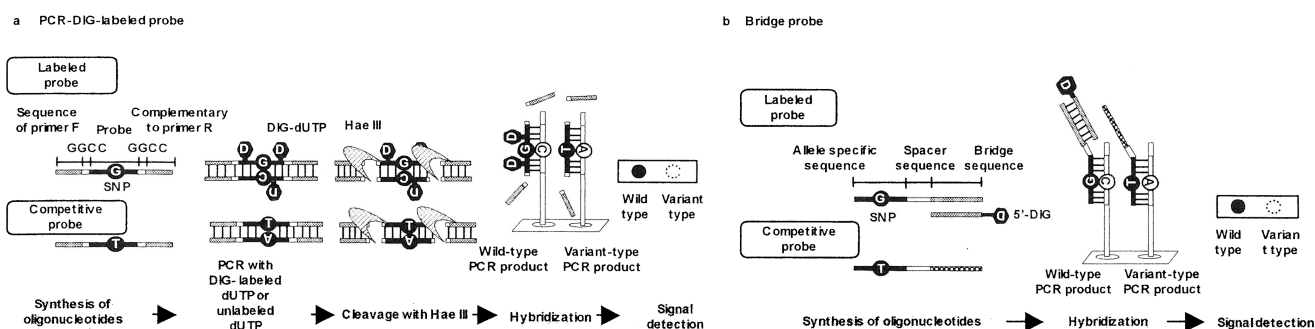 a PCR-DIG-labeled probe
Labeled
probe
Sequence
of primer F
Probe
Complementary
to primer R
GGCC
GGCC
G
SNP
Competitive
probe
T
Synthesis of
oligonucleotides
DIG-dUTP
D
D
G
C
D
T
A
PCR with
DIG-labeled
dUTP or
unlabeled
dUTP
Hae III
D
G
C
D
T
A
Cleavage with Hae III
D
G
C
D
T
A
Wild-type
PCR product
Variant-type
PCR product
Hybridization
Wild
type
Variant
type
Signal
detection
b Bridge probe
Labeled
probe
Allele specific
sequence
Spacer
sequence
Bridge
sequence
G
SNP
D
5'-DIG
Competitive
probe
T
Synthesis of oligonucleotides
D
G
C
T
A
Wild-type
PCR product
Variant-type
PCR product
Hybridization
Wild
type
Varian
t type
Signal detection